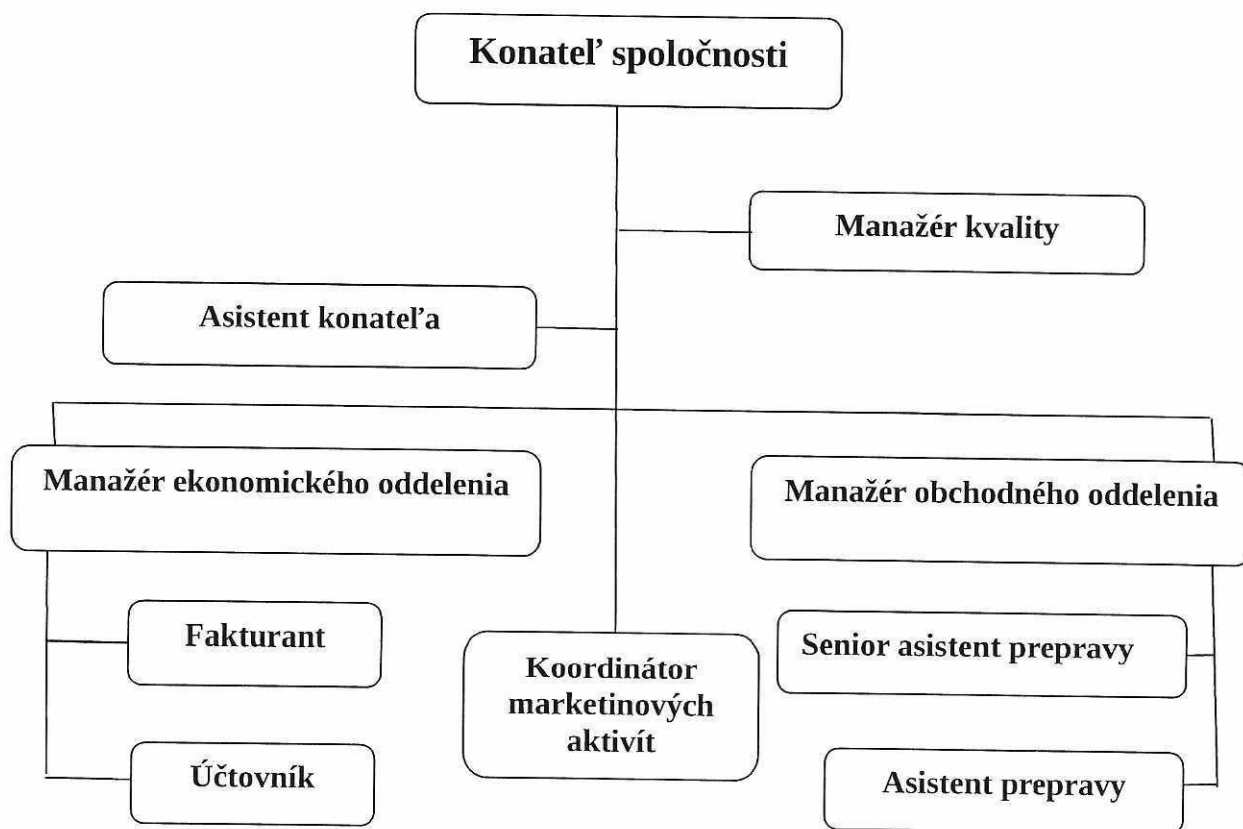 Konateľ spoločnosti
Manažér kvality
Asistent konateľa
Manažér ekonomického oddelenia
Manažér obchodného oddelenia
Fakturant
Senior asistent prepravy
Koordinátor
marketinových
aktivít
Účtovník
Asistent prepravy